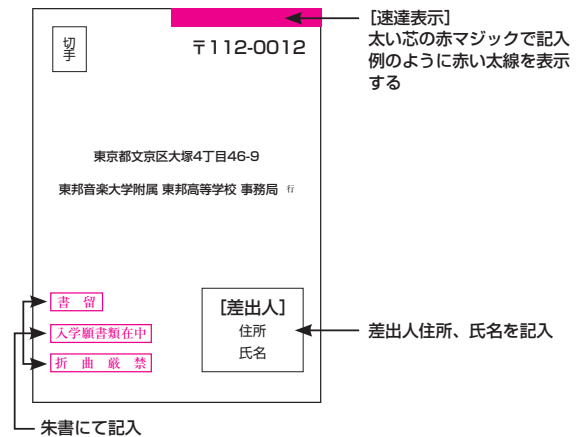 [速達表示]
太い芯の赤マジックで記入
例のように赤い太線を表示
する
切手
〒112-0012
東京都文京区大塚4丁目46-9
東邦音楽大学附属 東邦高等学校 事務局 行
書 留
入学願書類在中
折 曲 厳 禁
[差出人]
住所
氏名
差出人住所、氏名を記入
朱書にて記入